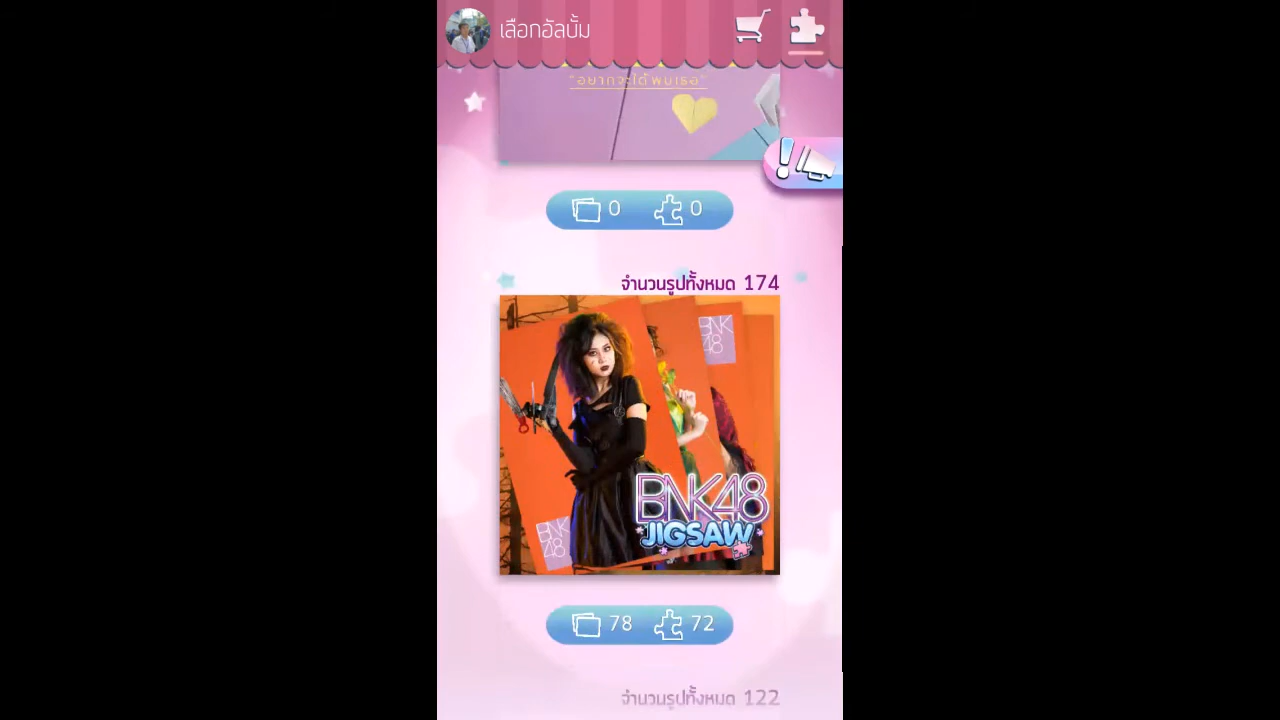 เลือกอัลบั้ม
"อยากจะได้พบเธอ"
0 0
จำนวนรูปทั้งหมด 174
BNK
48
BNK48
JIGSAW
BNK
48
78 72
จำนวนรูปทั้งหมด 122